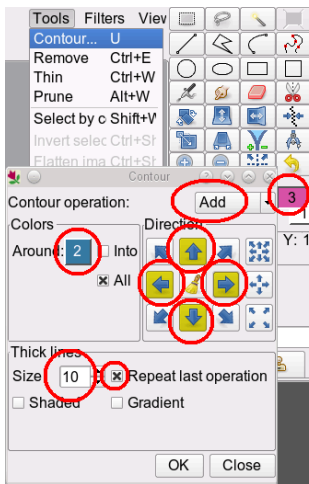 Tools Filters View
Contour... U
Remove Ctrl+E
Thin Ctrl+W
Prune Alt+W
Select by c Shift+W
Invert selec Ctrl+Sh
Flatten ima Ctrl+Sh
Contour
Contour operation: Add
3
Colors
Direction
Around: 2 Into
All
Y: 1
Thick lines
Size 10 Repeat last operation
Shaded Gradient
OK Close